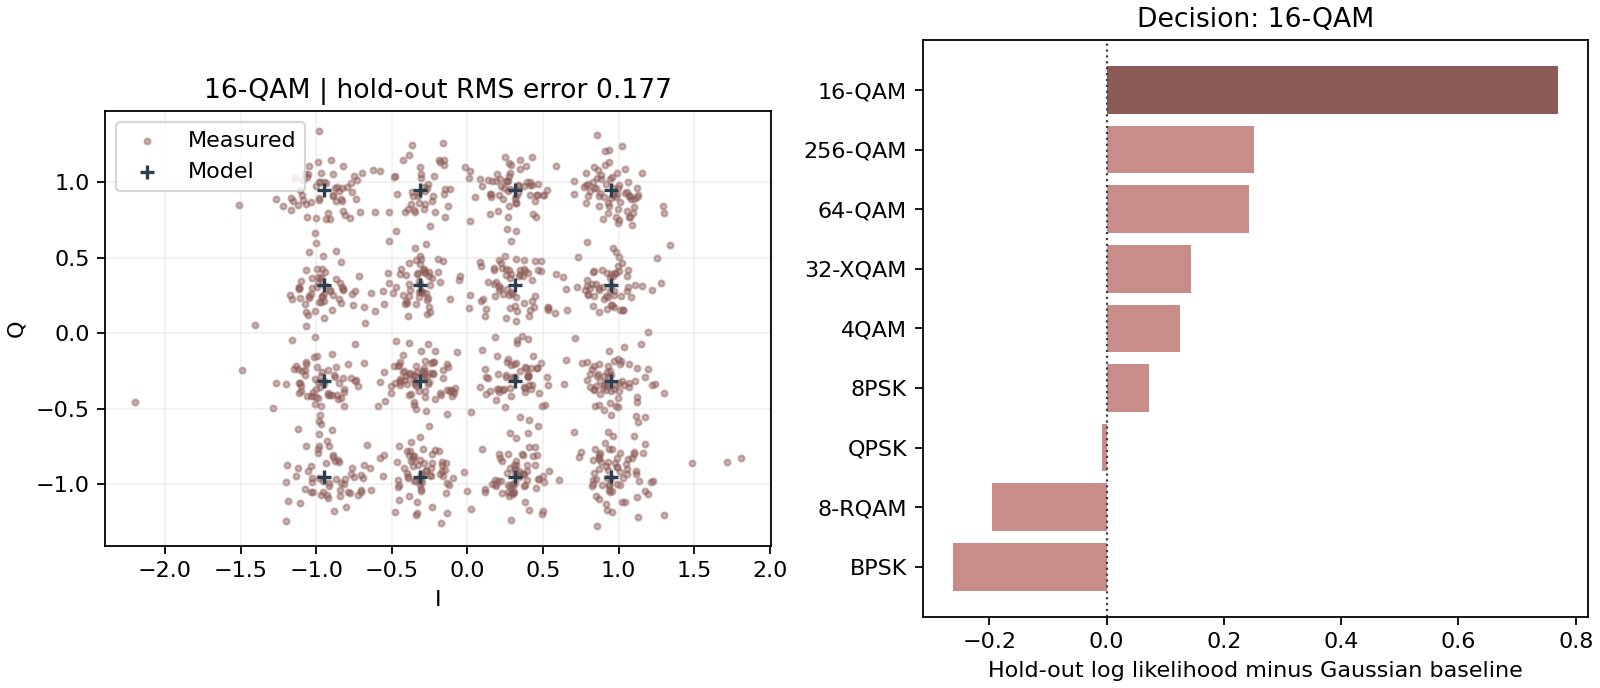 16-QAM | hold-out RMS error 0.177
Measured
Model
Q
1.0
0.5
0.0
−0.5
−1.0
−2.0 −1.5 −1.0 −0.5 0.0 0.5 1.0 1.5 2.0
I
Decision: 16-QAM
16-QAM
256-QAM
64-QAM
32-XQAM
4QAM
8PSK
QPSK
8-RQAM
BPSK
−0.2 0.0 0.2 0.4 0.6 0.8
Hold-out log likelihood minus Gaussian baseline